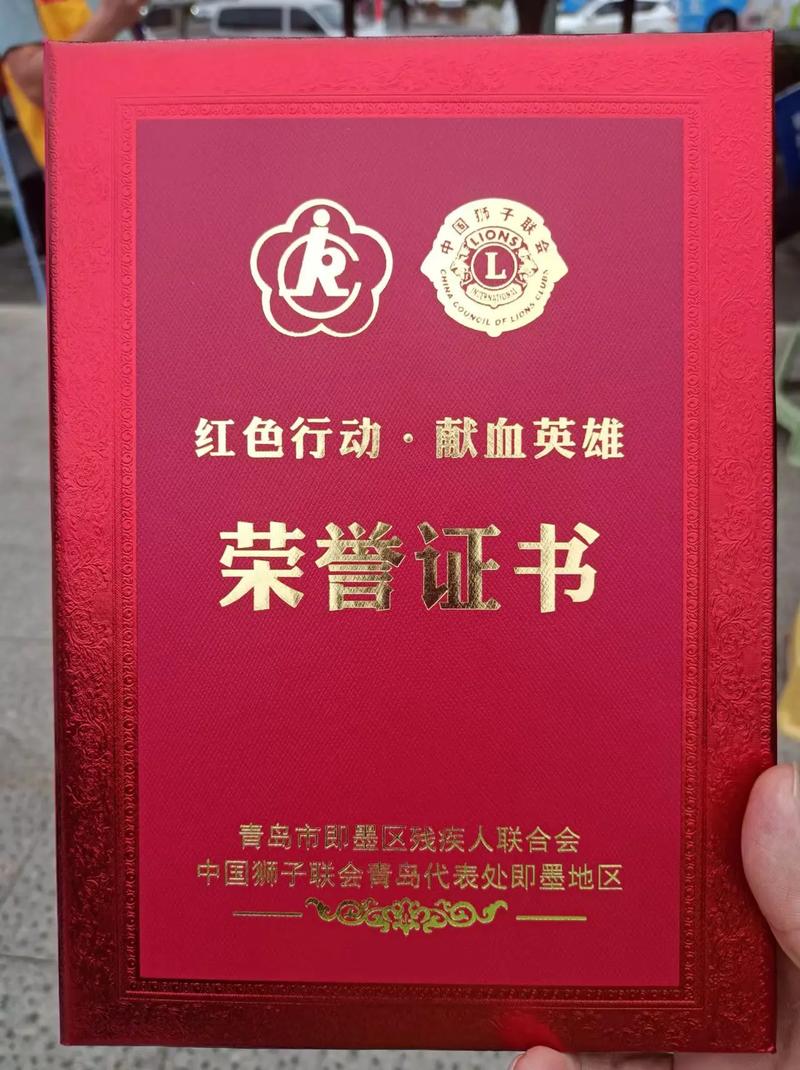 中国狮子联会
LIONS
L
INTERNATIONAL
CHINA COUNCIL OF LIONS CLUBS
红色行动·献血英雄
荣誉证书
青岛市即墨区残疾人联合会
中国狮子联会青岛代表处即墨地区